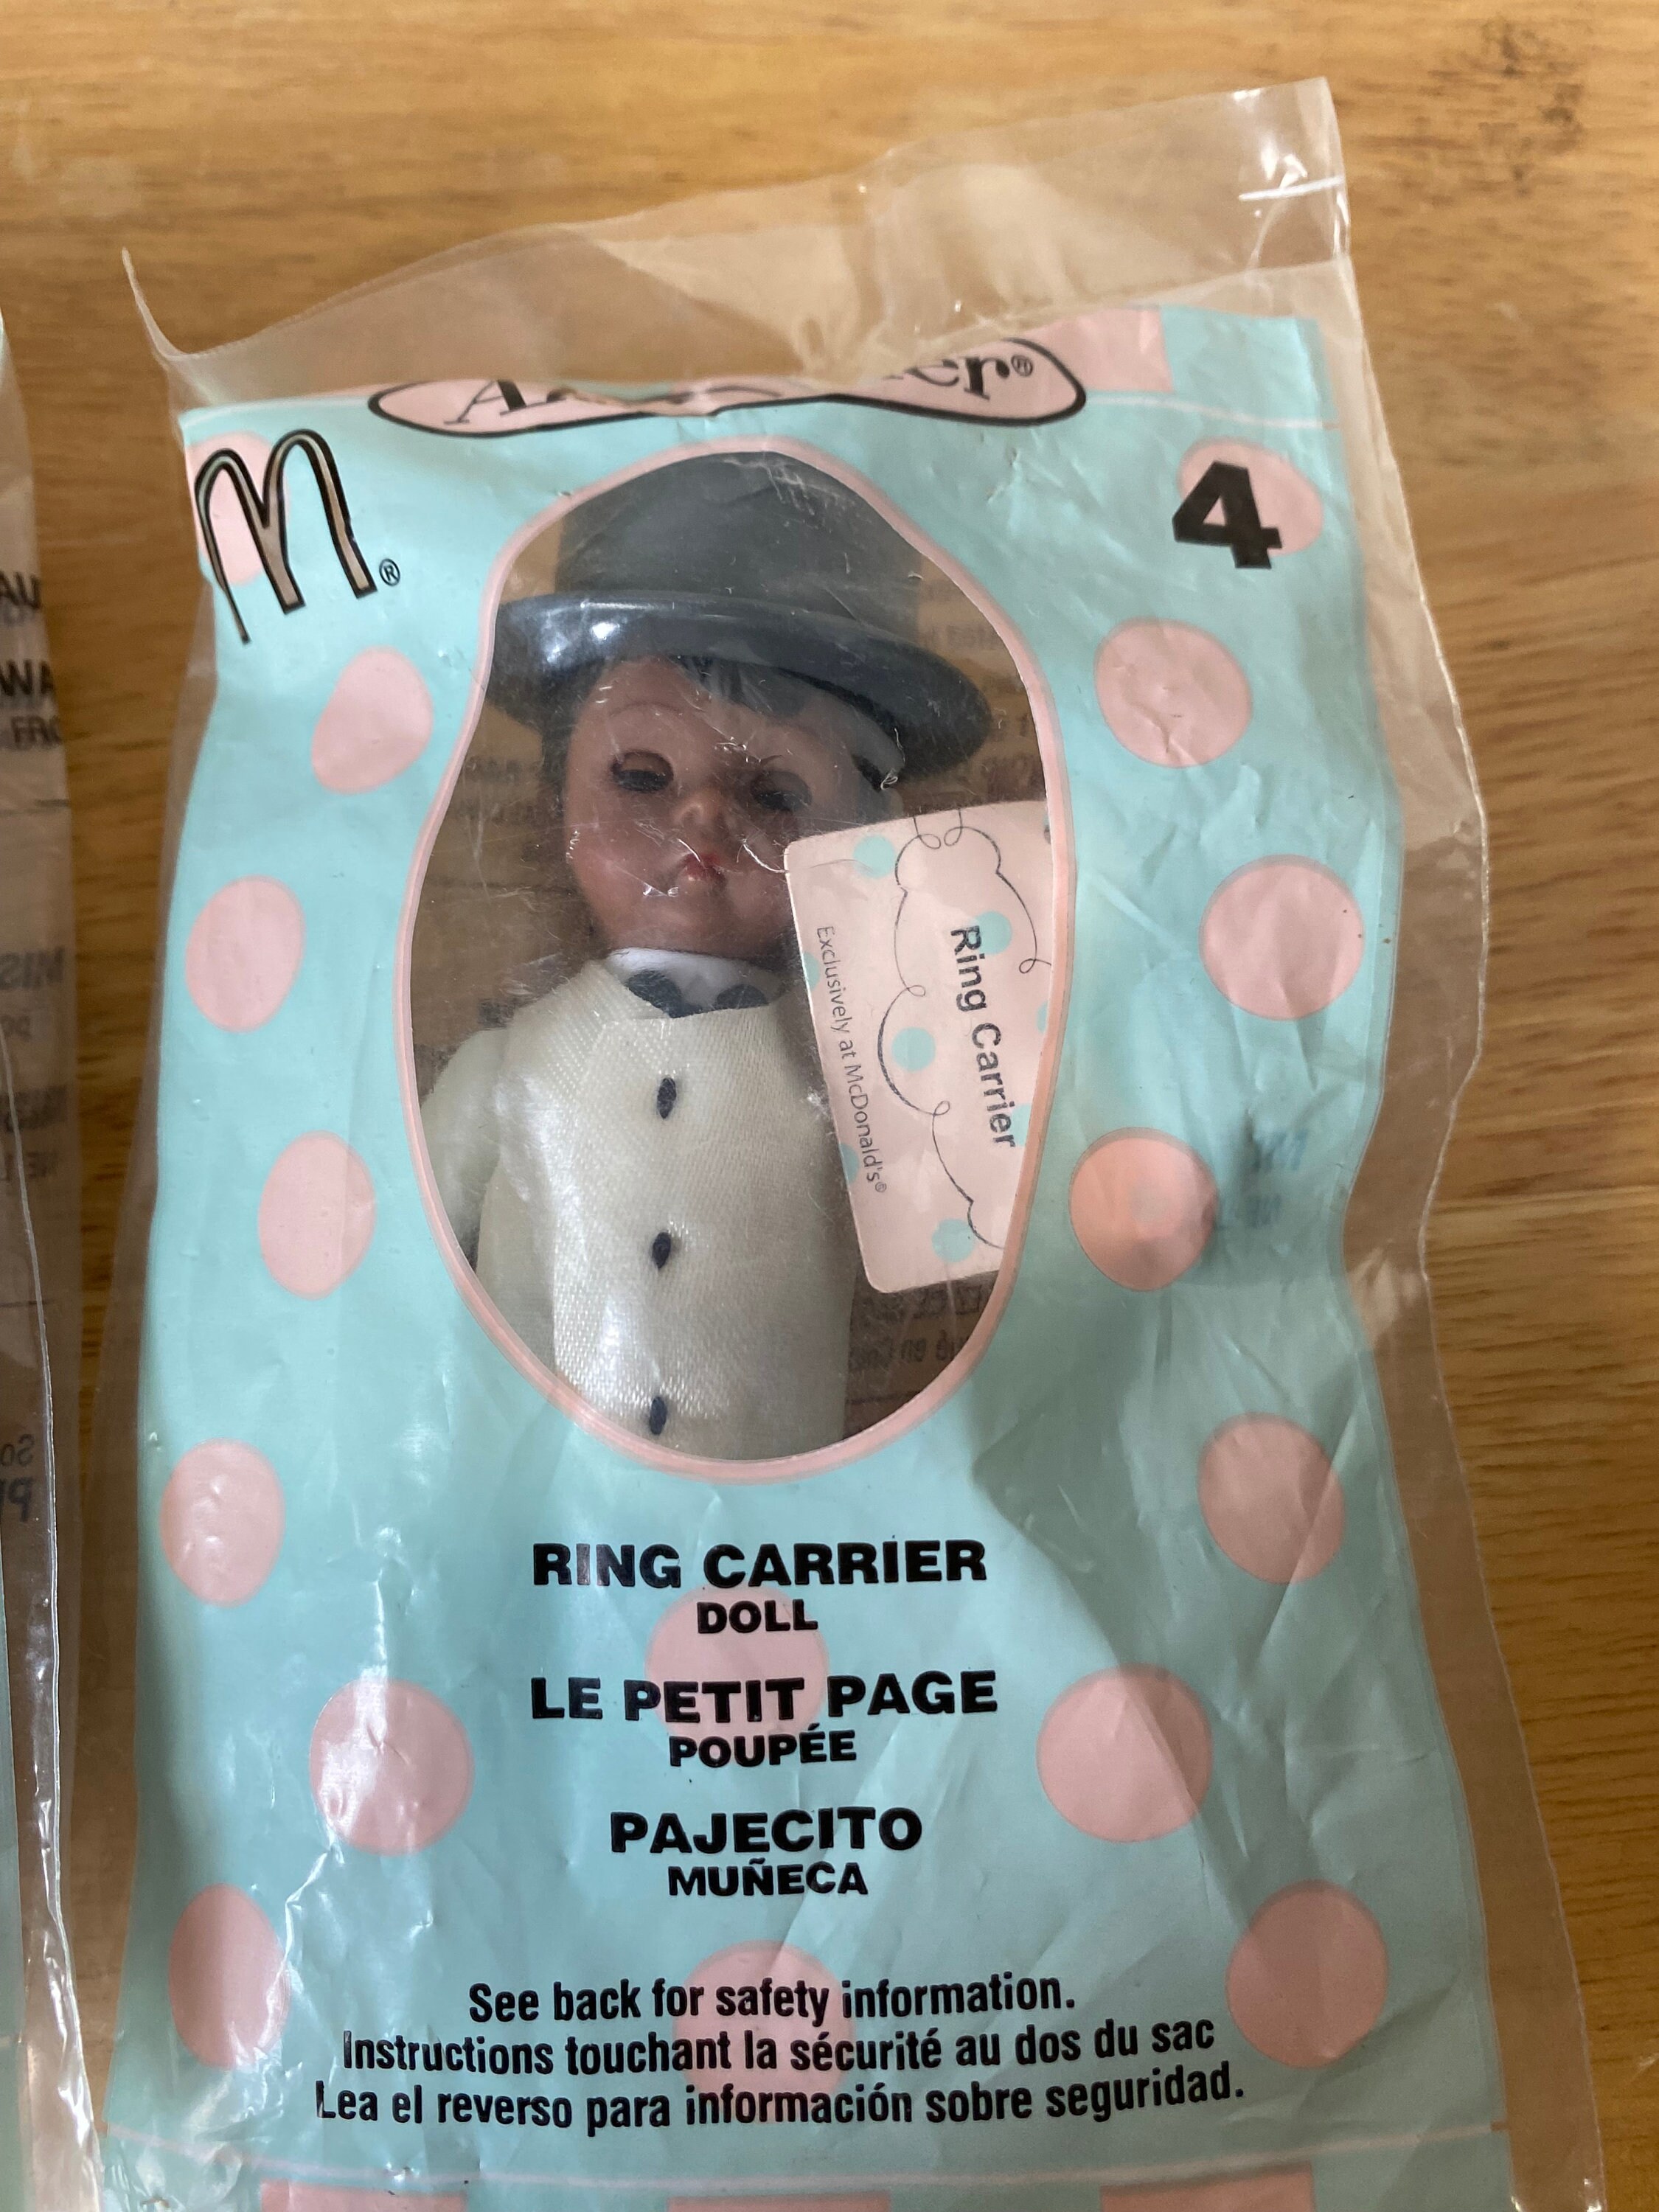 M®
4
Ring Carrier
Exclusively at McDonald's®
RING CARRIER
DOLL
LE PETIT PAGE
POUPÉE
PAJECITO
MUÑECA
See back for safety information.
Instructions touchant la sécurité au dos du sac
Lea el reverso para información sobre seguridad.